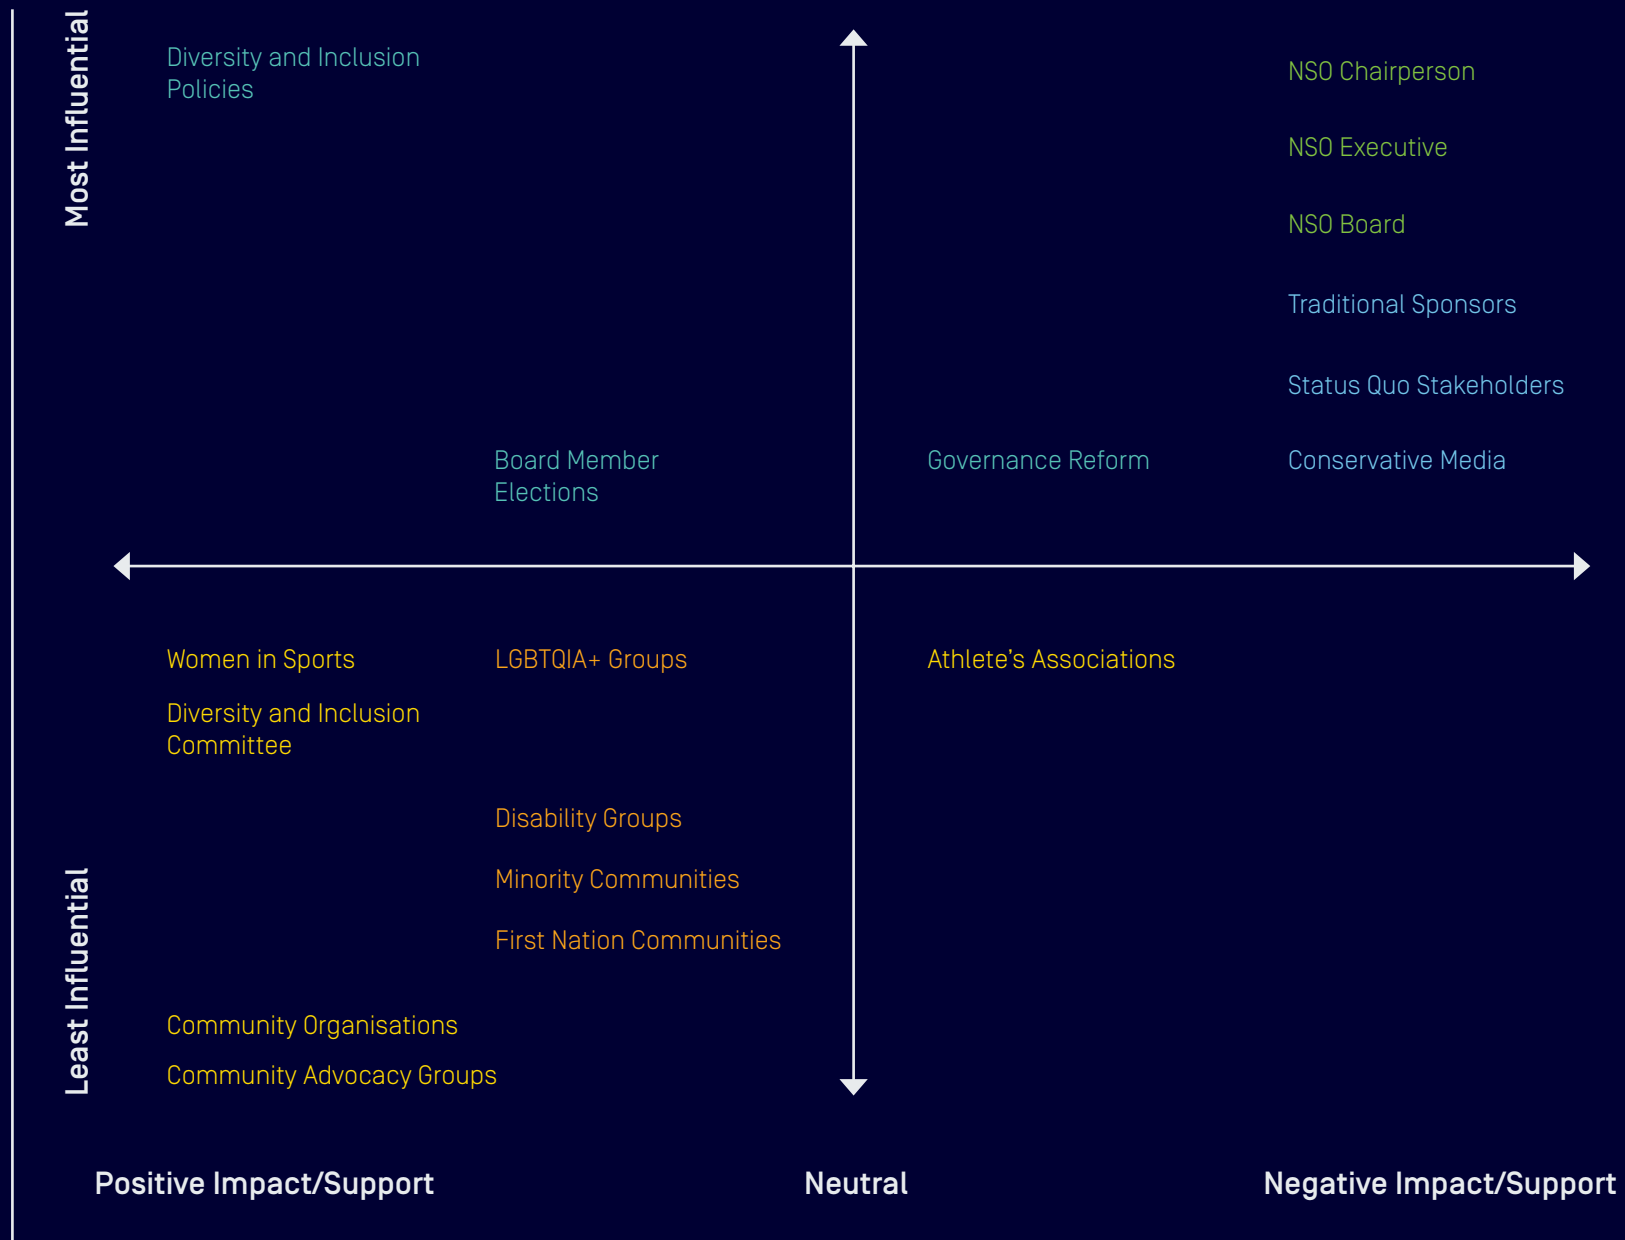 Most Influential
Diversity and Inclusion
Policies
NSO Chairperson
NSO Executive
NSO Board
Traditional Sponsors
Status Quo Stakeholders
Board Member
Elections
Governance Reform
Conservative Media
Women in Sports
LGBTQIA+ Groups
Athlete’s Associations
Diversity and Inclusion
Committee
Disability Groups
Minority Communities
First Nation Communities
Least Influential
Community Organisations
Community Advocacy Groups
Positive Impact/Support
Neutral
Negative Impact/Support